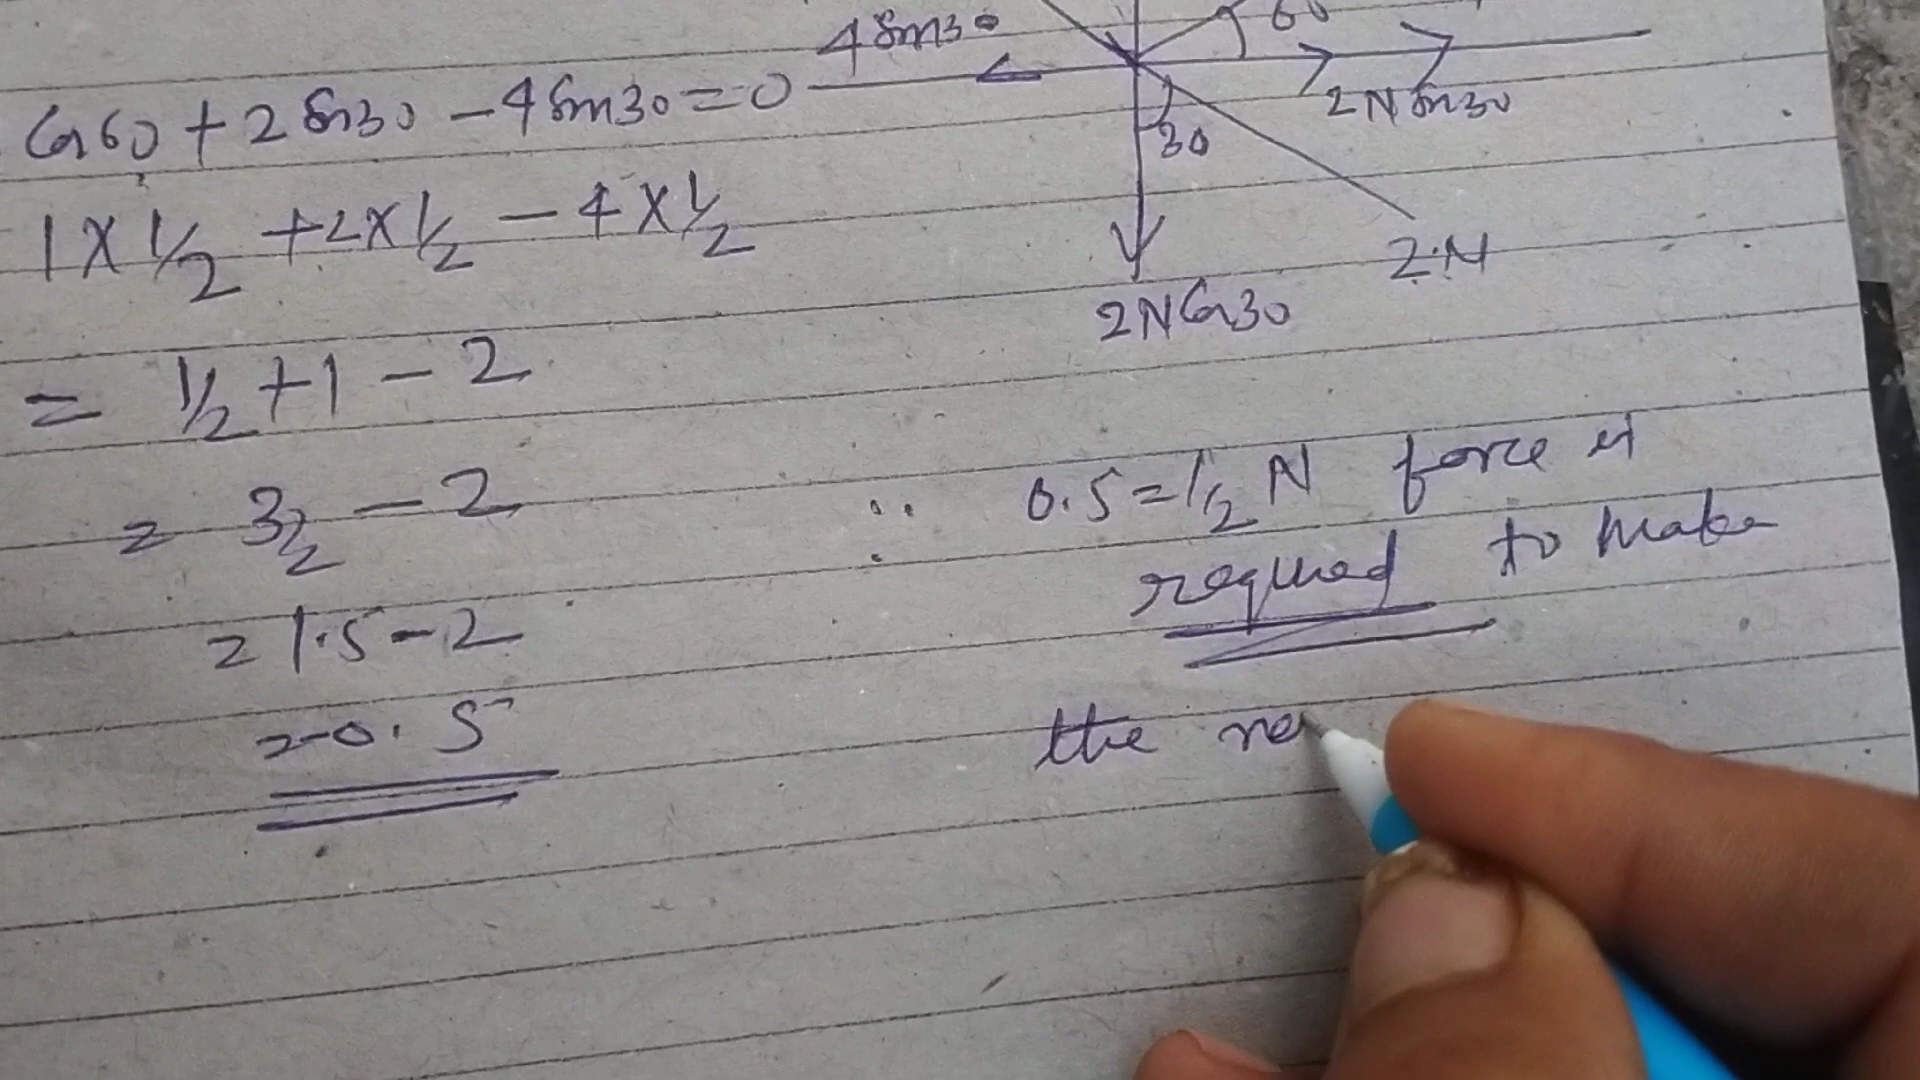 4 Sin30
60
Cos60 + 2 Sin30 - 4 Sin30 = 0
2N Sin30
30
1 X 1/2 + 2 X 1/2 - 4 X 1/2
2N
2N Cos30
= 1/2 + 1 - 2
= 3/2 - 2
∴ 0.5 = 1/2 N force is
required to make
= 1.5 - 2
= -0.5
the re